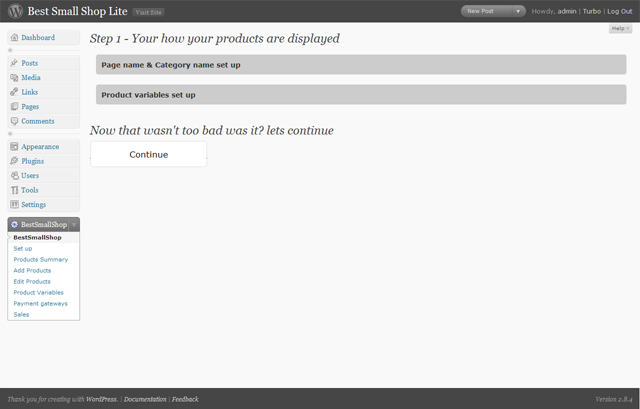 Best Small Shop Lite Visit Site New Post Howdy, admin | Turbo | Log Out
Help
Dashboard
Posts
Media
Links
Pages
Comments
Appearance
Plugins
Users
Tools
Settings
BestSmallShop
BestSmallShop
Set up
Products Summary
Add Products
Edit Products
Product Variables
Payment gateways
Sales
Step 1 - Your how your products are displayed
Page name & Category name set up
Product variables set up
Now that wasn't too bad was it? lets continue
Continue
Thank you for creating with WordPress. | Documentation | Feedback Version 2.8.4